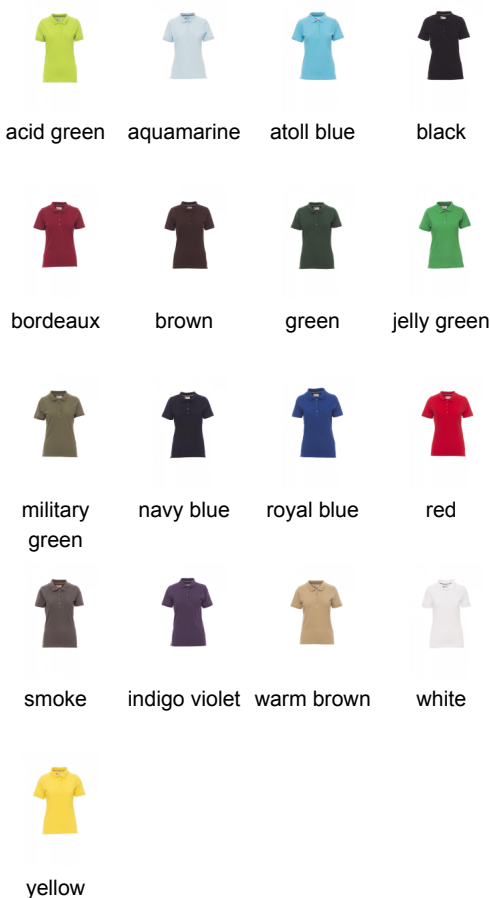 acid green
aquamarine
atoll blue
black
bordeaux
brown
green
jelly green
military
green
navy blue
royal blue
red
smoke
indigo violet
warm brown
white
yellow